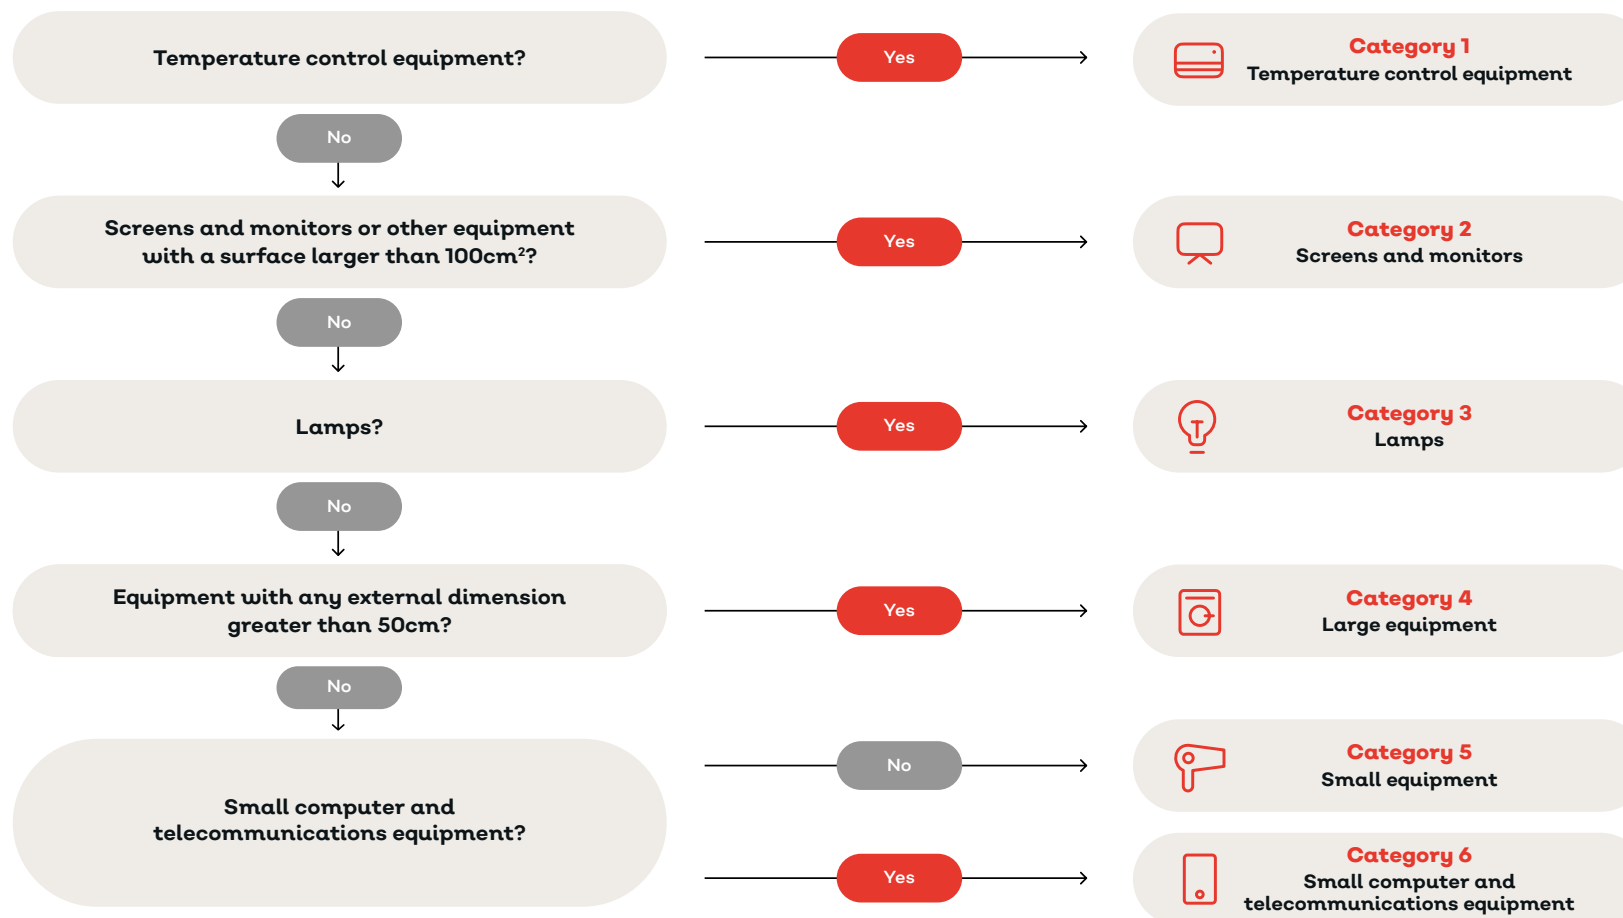 Temperature control equipment?
Yes
Category 1
Temperature control equipment
No
Screens and monitors or other equipment
with a surface larger than 100cm²?
Yes
Category 2
Screens and monitors
No
Lamps?
Yes
Category 3
Lamps
No
Equipment with any external dimension
greater than 50cm?
Yes
Category 4
Large equipment
No
Small computer and
telecommunications equipment?
No
Category 5
Small equipment
Yes
Category 6
Small computer and
telecommunications equipment